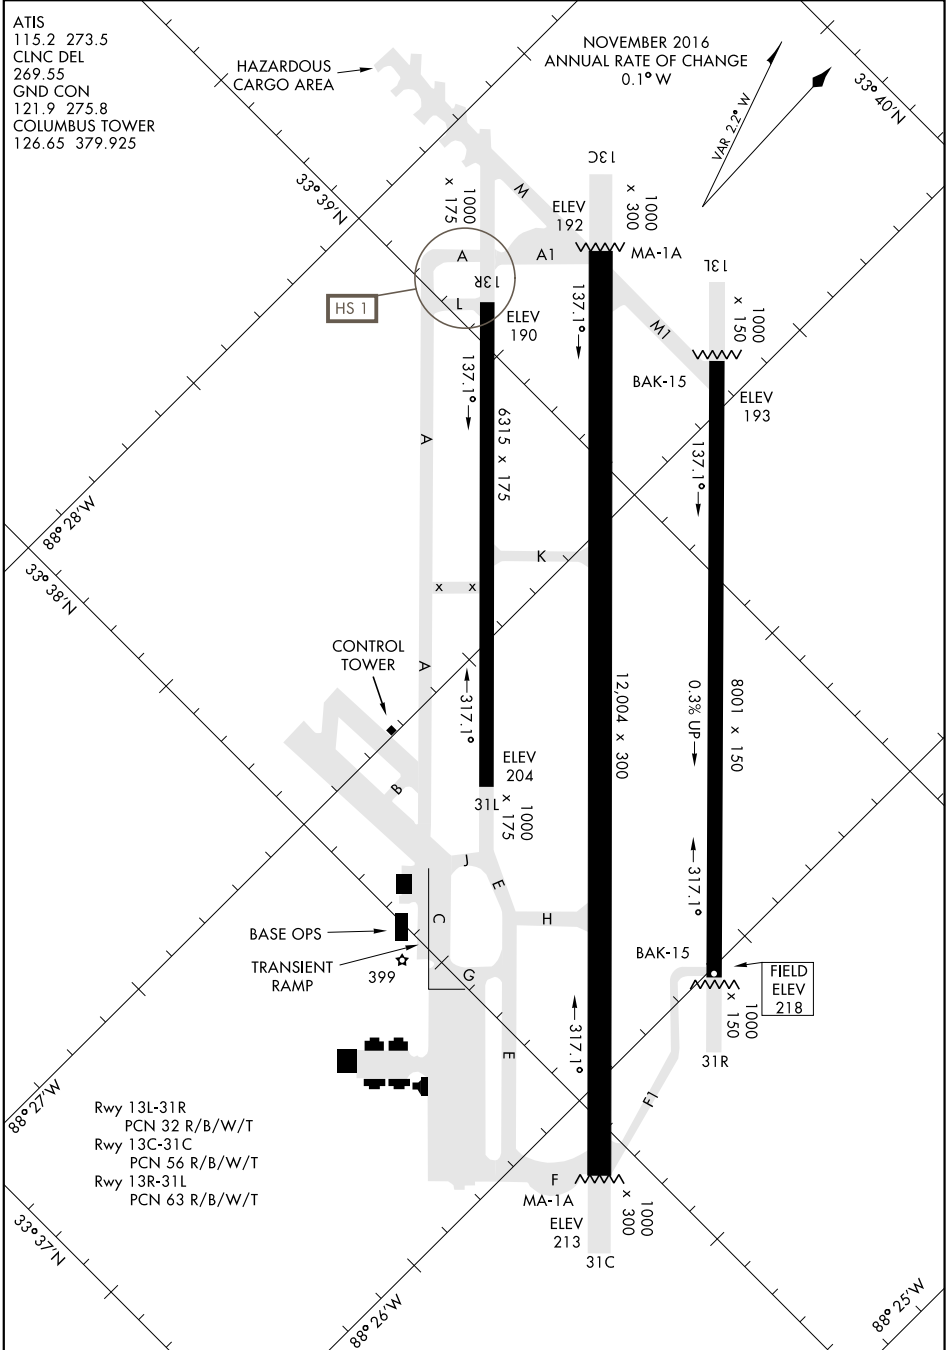 ATIS
115.2 273.5
CLNC DEL
269.55
GND CON
121.9 275.8
COLUMBUS TOWER
126.65 379.925
HAZARDOUS
CARGO AREA
NOVEMBER 2016
ANNUAL RATE OF CHANGE
0.1° W
VAR 2.2° W
33° 40'N
33° 39'N
1000
x 175
W
13C
1000
x 300
ELEV
192
A
A1
MA-1A
13L
1000
x 150
HS 1
13R
L
ELEV
190
137.1°
M1
BAK-15
ELEV
193
137.1°
A
6315 x 175
137.1°
88° 28'W
33° 38'N
K
x x
CONTROL
TOWER
A
317.1°
12,004 x 300
0.3% UP
8001 x 150
ELEV
204
B
31L
1000
x 175
J
E
317.1°
C
H
BASE OPS
TRANSIENT
RAMP
399
G
BAK-15
FIELD
ELEV
218
1000
x 150
317.1°
31R
E
F1
88° 27'W
Rwy 13L-31R
PCN 32 R/B/W/T
Rwy 13C-31C
PCN 56 R/B/W/T
Rwy 13R-31L
PCN 63 R/B/W/T
F
MA-1A
ELEV
213
1000
x 300
31C
33° 37'N
88° 26'W
88° 25'W